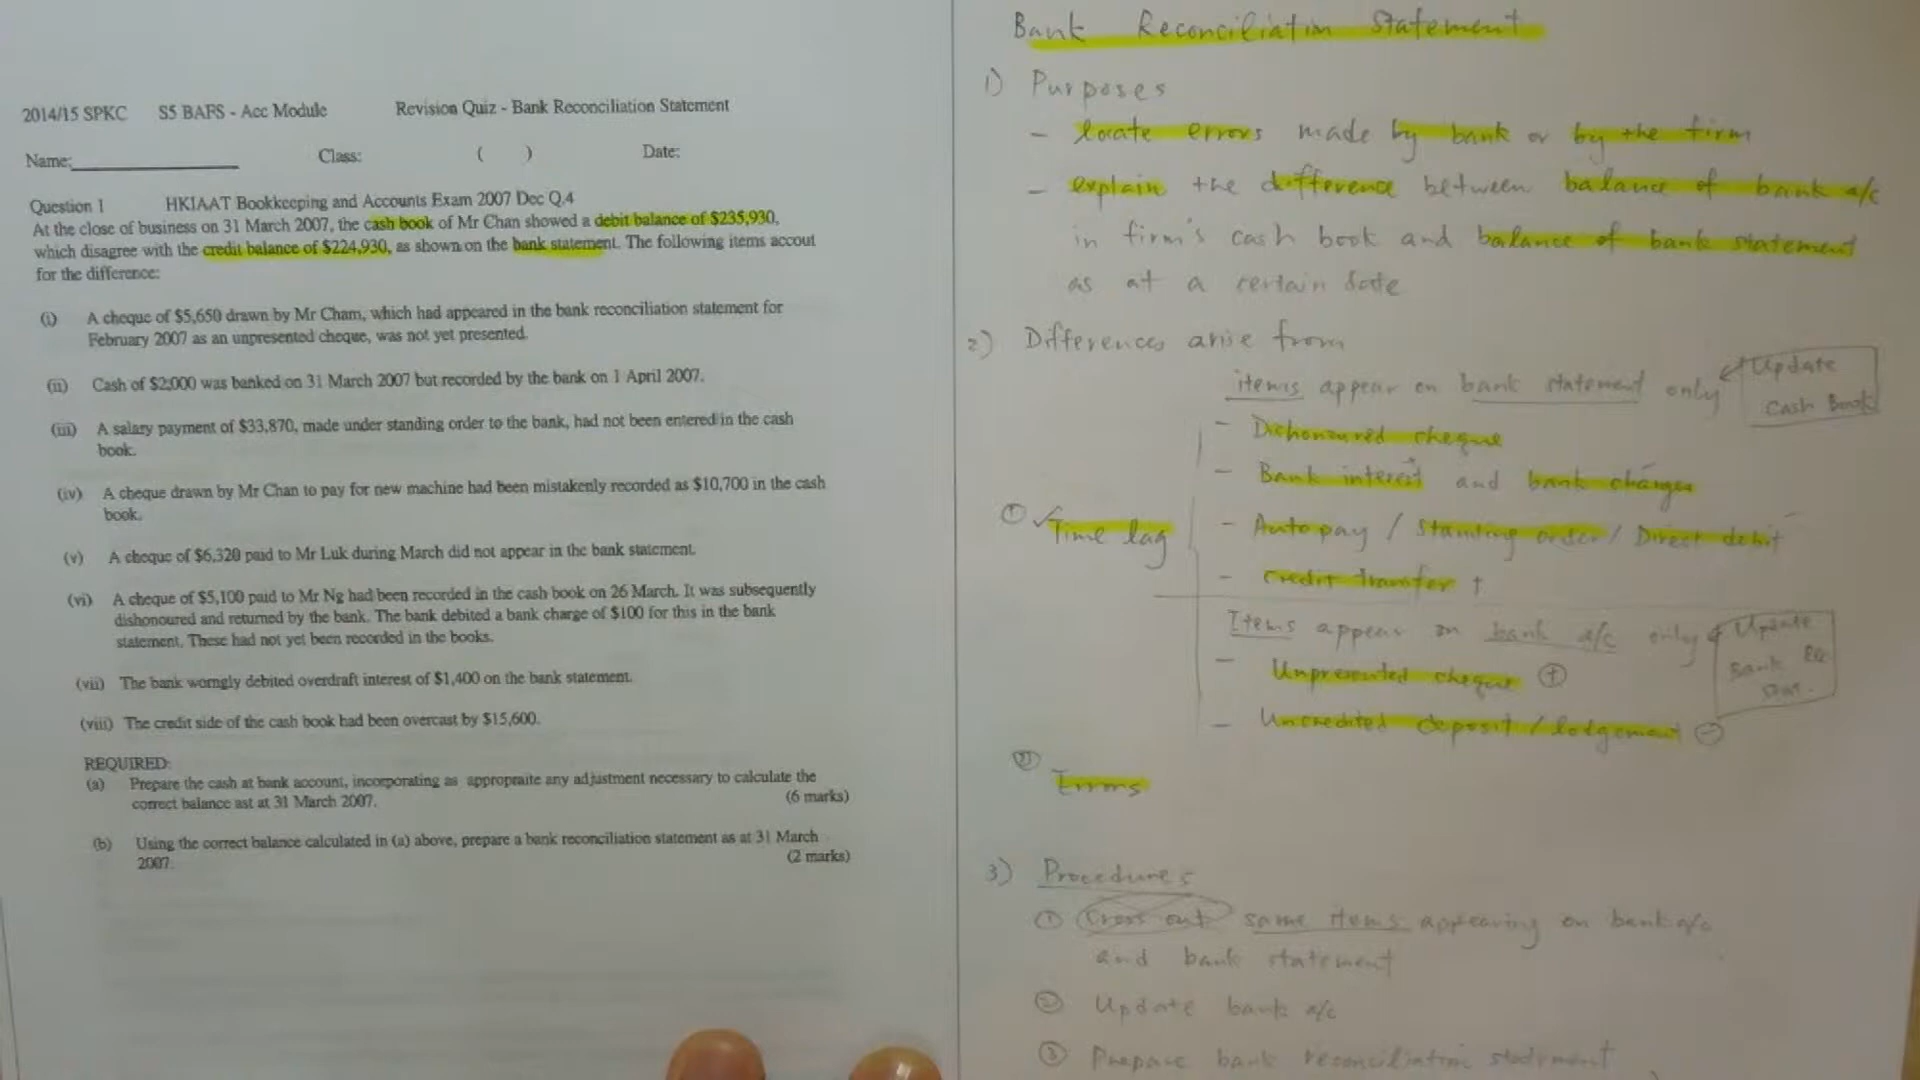 2014/15 SPKC S5 BAFS - Acc Module Revision Quiz - Bank Reconciliation Statement
Name: Class: ( ) Date:
Question 1 HKIAAT Bookkeeping and Accounts Exam 2007 Dec Q.4
At the close of business on 31 March 2007, the cash book of Mr Chan showed a debit balance of $235,930,
which disagree with the credit balance of $224,930, as shown on the bank statement. The following items accout
for the difference:
(i) A cheque of $5,650 drawn by Mr Cham, which had appeared in the bank reconciliation statement for
February 2007 as an unpresented cheque, was not yet presented.
(ii) Cash of $2,000 was banked on 31 March 2007 but recorded by the bank on 1 April 2007.
(iii) A salary payment of $33,870, made under standing order to the bank, had not been entered in the cash
book.
(iv) A cheque drawn by Mr Chan to pay for new machine had been mistakenly recorded as $10,700 in the cash
book.
(v) A cheque of $6,320 paid to Mr Luk during March did not appear in the bank statement.
(vi) A cheque of $5,100 paid to Mr Ng had been recorded in the cash book on 26 March. It was subsequently
dishonoured and returned by the bank. The bank debited a bank charge of $100 for this in the bank
statement. These had not yet been recorded in the books.
(vii) The bank worngly debited overdraft interest of $1,400 on the bank statement.
(viii) The credit side of the cash book had been overcast by $15,600.
REQUIRED:
(a) Prepare the cash at bank account, incorporating as appropraite any adjustment necessary to calculate the
correct balance ast at 31 March 2007. (6 marks)
(b) Using the correct balance calculated in (a) above, prepare a bank reconciliation statement as at 31 March
2007. (2 marks)
Bank Reconciliation Statement
1) Purposes
- locate errors made by bank or by the firm
- explain the difference between balance of bank a/c
in firm's cash book and balance of bank statement
as at a certain date
2) Differences arise from
items appear on bank statement only Update
Cash Book
- Dishonoured cheque
- Bank interest and bank charges
① ✓ Time lag - Autopay / Standing order / Direct debit
- credit transfer ↑
Items appear on bank a/c only Update
Bank Rec
Stat.
- Unpresented cheque ⊕
- Uncredited deposit / lodgement ⊖
② Errors
3) Procedures
① Cross out same items appearing on bank a/c
and bank statement
② Update bank a/c
③ Prepare bank reconciliation statement